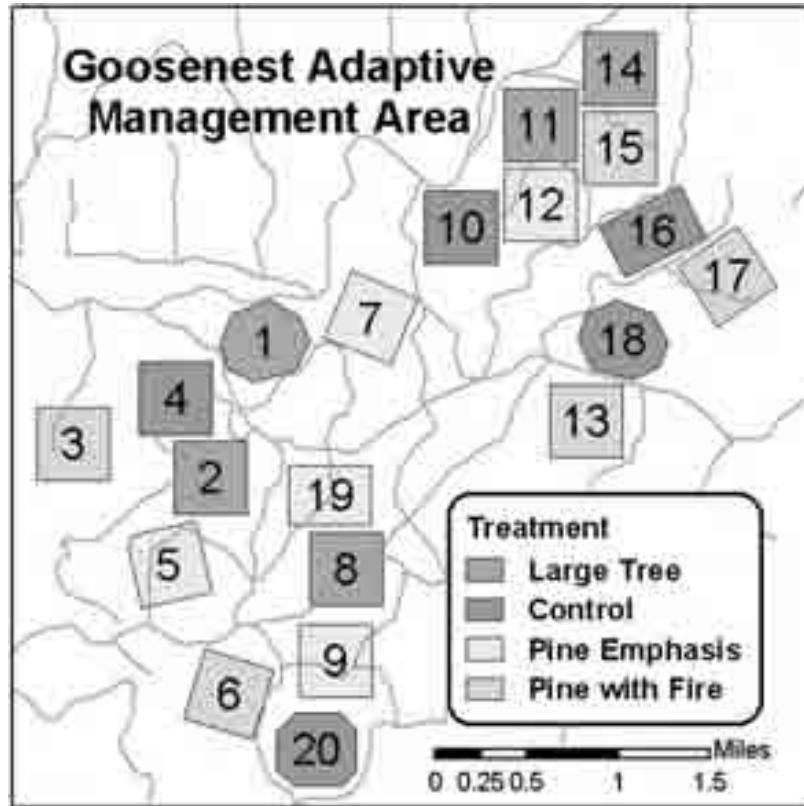 Goosenest Adaptive
Management Area
14
11
15
12
10
16
17
7
1
18
4
13
3
2
19
5
8
9
6
20
Treatment
Large Tree
Control
Pine Emphasis
Pine with Fire
Miles
0 0.25 0.5 1 1.5